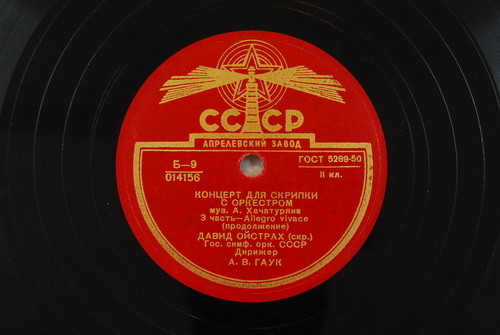 СССР
АПРЕЛЕВСКИЙ ЗАВОД
Б—9
014156
ГОСТ 5289-50
II кл.
КОНЦЕРТ ДЛЯ СКРИПКИ
С ОРКЕСТРОМ
муз. А. Хачатуряна
3 часть—Allegro vivace
(продолжение)
ДАВИД ОЙСТРАХ (скр.)
Гос. симф. орк. СССР
Дирижер
А. В. ГАУК